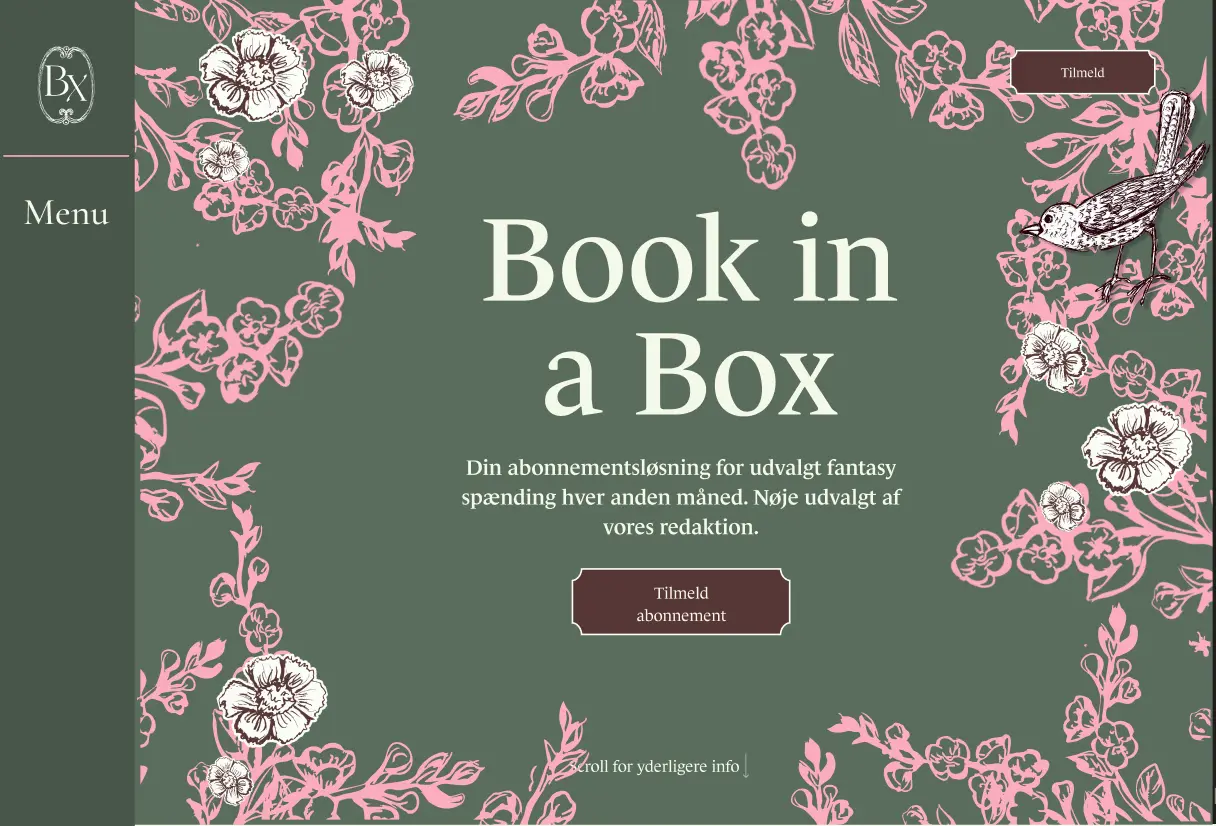 Bx
Menu
Tilmeld
Book in
a Box
Din abonnementsløsning for udvalgt fantasy
spænding hver anden måned. Nøje udvalgt af
vores redaktion.
Tilmeld
abonnement
Scroll for yderligere info